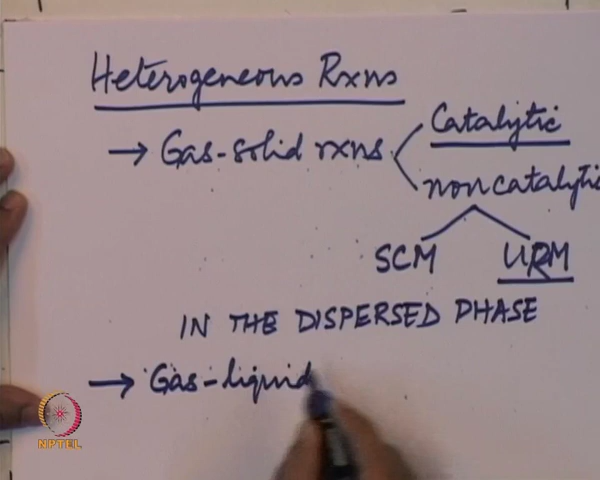 Heterogeneous Rxns
→ Gas-solid rxns
Catalytic
noncatalytic
SCM URM
IN THE DISPERSED PHASE
→ Gas-liquid
NPTEL